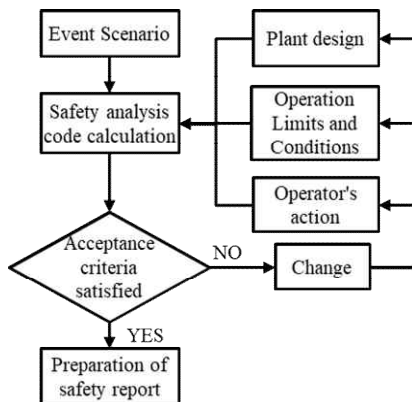 Event Scenario
Plant design
Safety analysis
code calculation
Operation
Limits and
Conditions
Operator's
action
Acceptance
criteria
satisfied
NO
Change
YES
Preparation of
safety report